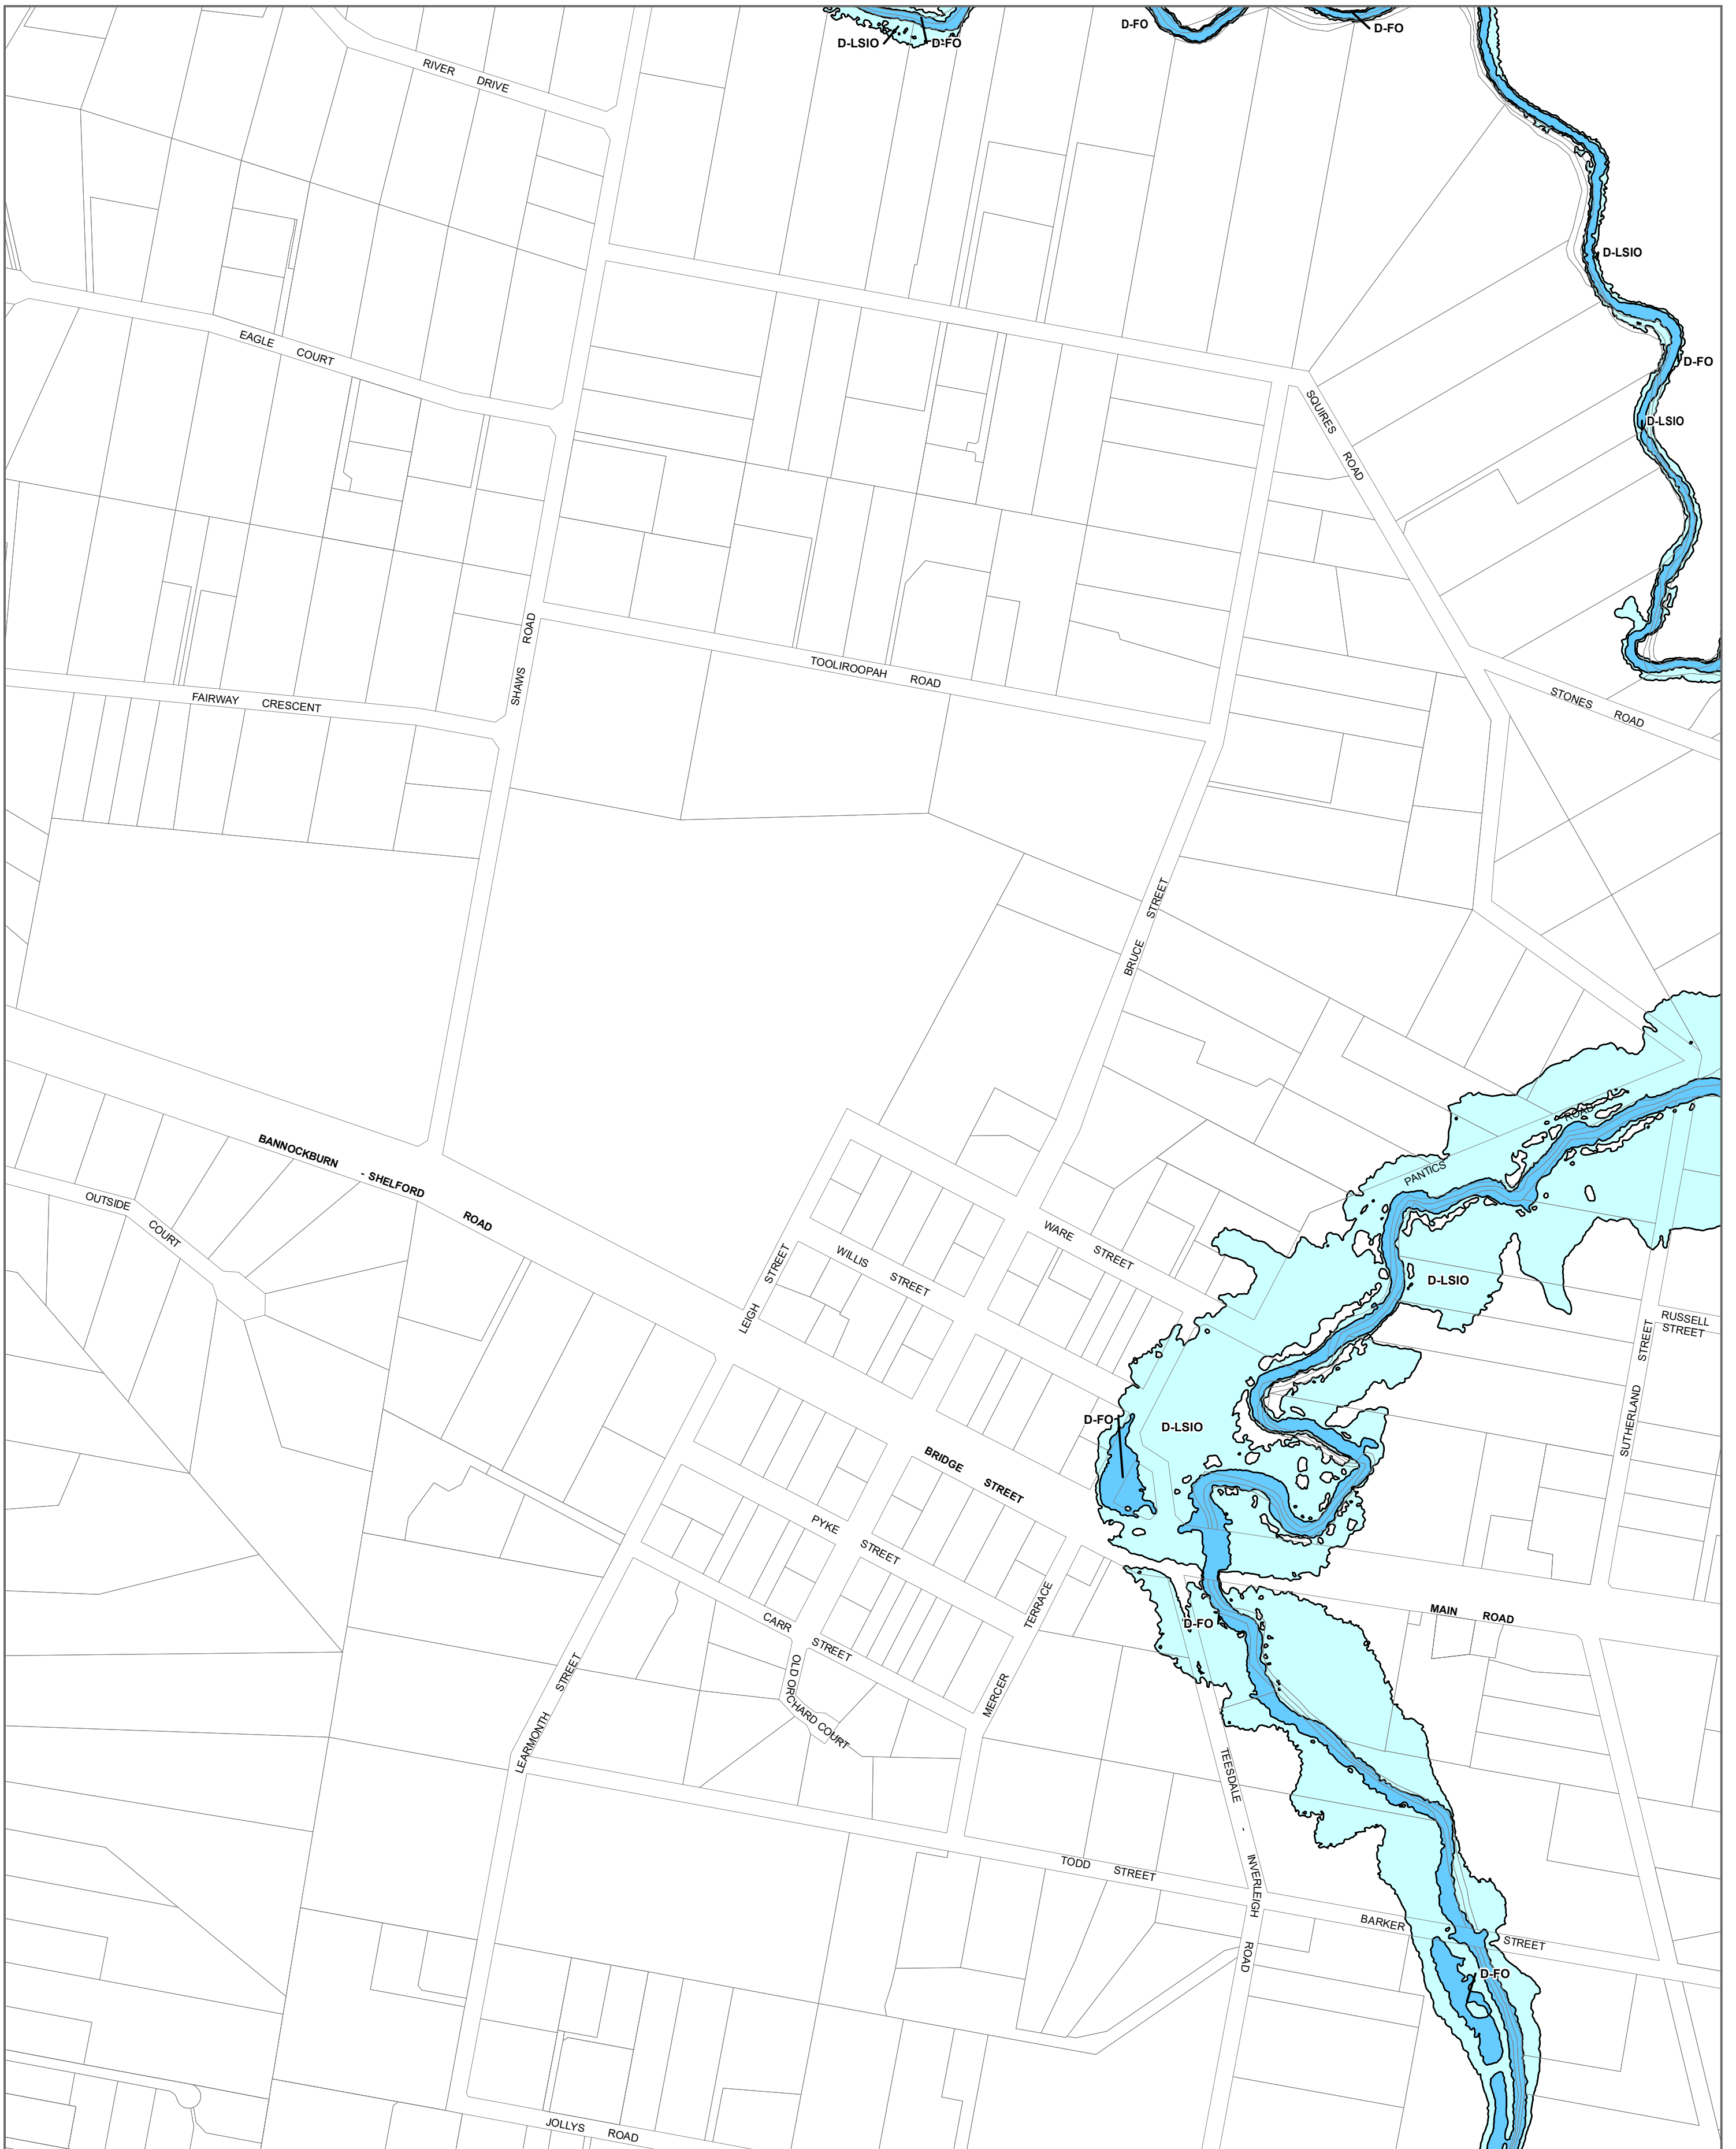 D-FO
D-FO
D-LSIO
D-FO
RIVER DRIVE
D-LSIO
EAGLE COURT
D-FO
SQUIRES ROAD
D-LSIO
SHAWS ROAD
TOOLIROOPAH ROAD
FAIRWAY CRESCENT
STONES ROAD
BRUCE STREET
PANTICS ROAD
BANNOCKBURN - SHELFORD ROAD
OUTSIDE COURT
WARE STREET
WILLIS STREET
LEIGH STREET
D-LSIO
RUSSELL
STREET
SUTHERLAND STREET
D-FO
D-LSIO
BRIDGE STREET
PYKE STREET
CARR STREET
MERCER TERRACE
D-FO
MAIN ROAD
OLD ORCHARD COURT
LEARMONTH STREET
TEESDALE - INVERLEIGH ROAD
TODD STREET
BARKER STREET
D-FO
JOLLYS ROAD